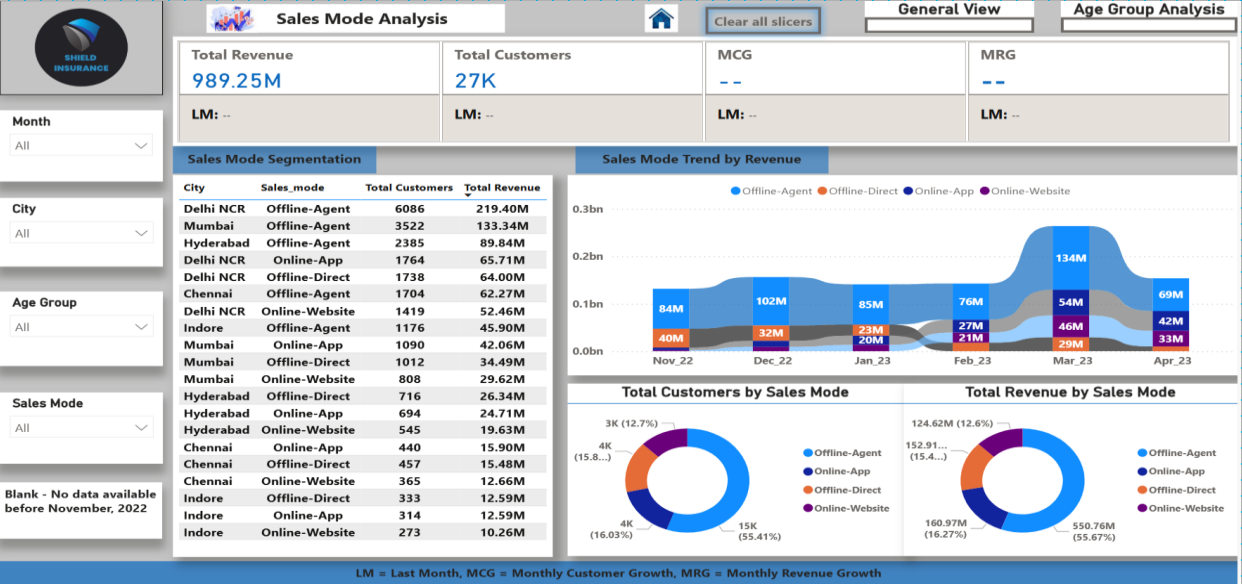 Sales Mode Analysis
Clear all slicers
General View
Age Group Analysis
SHIELD
INSURANCE
Total Revenue
989.25M
LM: --
Total Customers
27K
LM: --
MCG
--
LM: --
MRG
--
LM: --
Month
All
City
All
Age Group
All
Sales Mode
All
Blank - No data available
before November, 2022
Sales Mode Segmentation
City Sales_mode Total Customers Total Revenue
Delhi NCR Offline-Agent 6086 219.40M
Mumbai Offline-Agent 3522 133.34M
Hyderabad Offline-Agent 2385 89.84M
Delhi NCR Online-App 1764 65.71M
Delhi NCR Offline-Direct 1738 64.00M
Chennai Offline-Agent 1704 62.27M
Delhi NCR Online-Website 1419 52.46M
Indore Offline-Agent 1176 45.90M
Mumbai Online-App 1090 42.06M
Mumbai Offline-Direct 1012 34.49M
Mumbai Online-Website 808 29.62M
Hyderabad Offline-Direct 716 26.34M
Hyderabad Online-App 694 24.71M
Hyderabad Online-Website 545 19.63M
Chennai Online-App 440 15.90M
Chennai Offline-Direct 457 15.48M
Chennai Online-Website 365 12.66M
Indore Offline-Direct 333 12.59M
Indore Online-App 314 12.59M
Indore Online-Website 273 10.26M
Sales Mode Trend by Revenue
Offline-Agent Offline-Direct Online-App Online-Website
0.3bn
0.2bn
0.1bn
0.0bn
84M
40M
102M
32M
85M
23M
20M
76M
27M
21M
134M
54M
46M
29M
69M
42M
33M
Nov_22 Dec_22 Jan_23 Feb_23 Mar_23 Apr_23
Total Customers by Sales Mode
3K (12.7%)
4K
(15.8...)
4K
(16.03%)
15K
(55.41%)
Offline-Agent
Online-App
Offline-Direct
Online-Website
Total Revenue by Sales Mode
124.62M (12.6%)
152.91...
(15.4...)
160.97M
(16.27%)
550.76M
(55.67%)
Offline-Agent
Online-App
Offline-Direct
Online-Website
LM = Last Month, MCG = Monthly Customer Growth, MRG = Monthly Revenue Growth